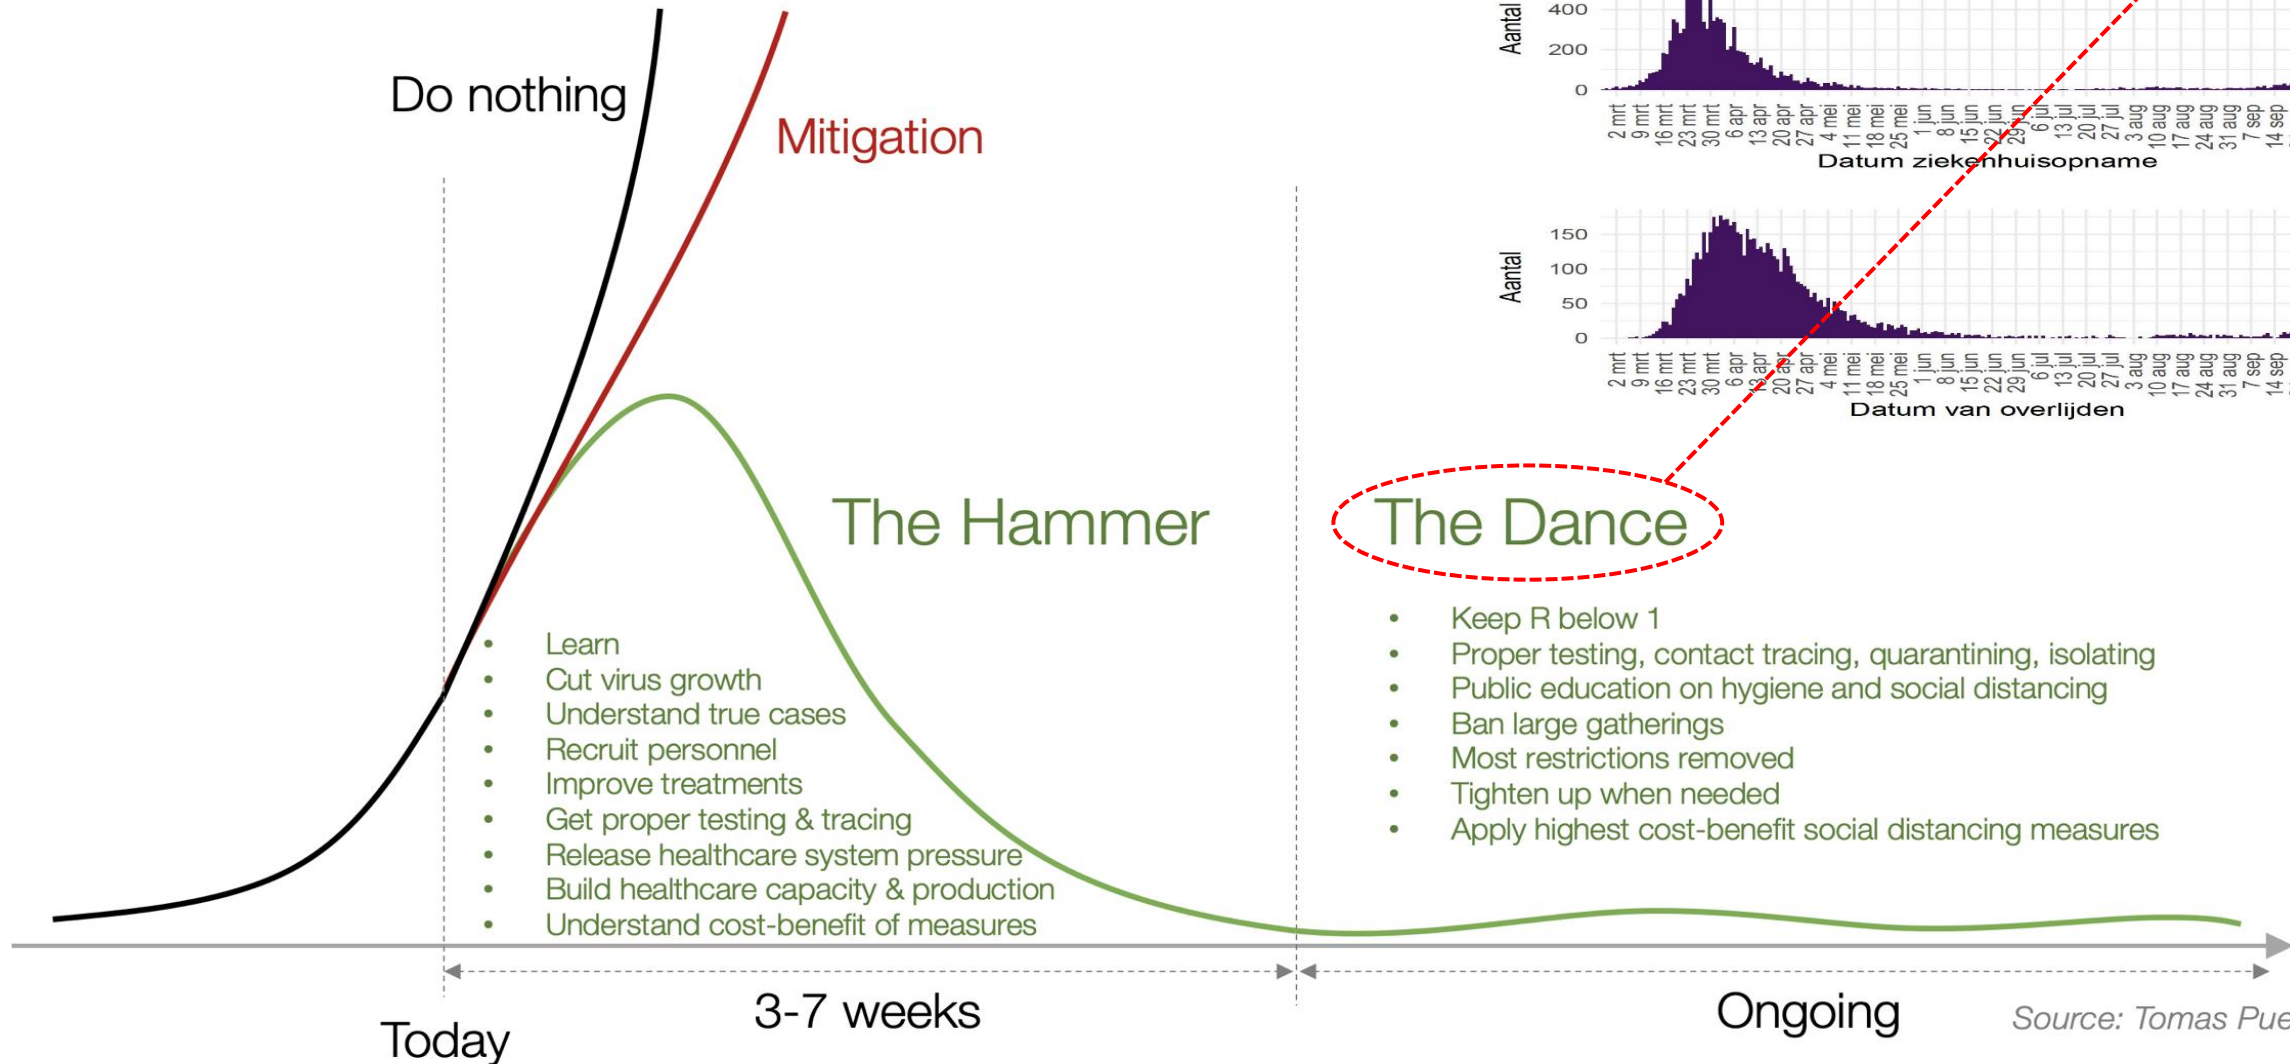 Do nothing
Mitigation
The Hammer
Learn
Cut virus growth
Understand true cases
Recruit personnel
Improve treatments
Get proper testing & tracing
Release healthcare system pressure
Build healthcare capacity & production
Understand cost-benefit of measures
Today
3-7 weeks
Aantal
400
200
0
2 mrt
9 mrt
16 mrt
23 mrt
30 mrt
6 apr
13 apr
20 apr
27 apr
4 mei
11 mei
18 mei
25 mei
1 jun
8 jun
15 jun
22 jun
29 jun
6 jul
13 jul
20 jul
27 jul
3 aug
10 aug
17 aug
24 aug
31 aug
7 sep
14 sep
Datum ziekenhuisopname
Aantal
150
100
50
0
2 mrt
9 mrt
16 mrt
23 mrt
30 mrt
6 apr
13 apr
20 apr
27 apr
4 mei
11 mei
18 mei
25 mei
1 jun
8 jun
15 jun
22 jun
29 jun
6 jul
13 jul
20 jul
27 jul
3 aug
10 aug
17 aug
24 aug
31 aug
7 sep
14 sep
Datum van overlijden
The Dance
Keep R below 1
Proper testing, contact tracing, quarantining, isolating
Public education on hygiene and social distancing
Ban large gatherings
Most restrictions removed
Tighten up when needed
Apply highest cost-benefit social distancing measures
Ongoing
Source: Tomas Pue